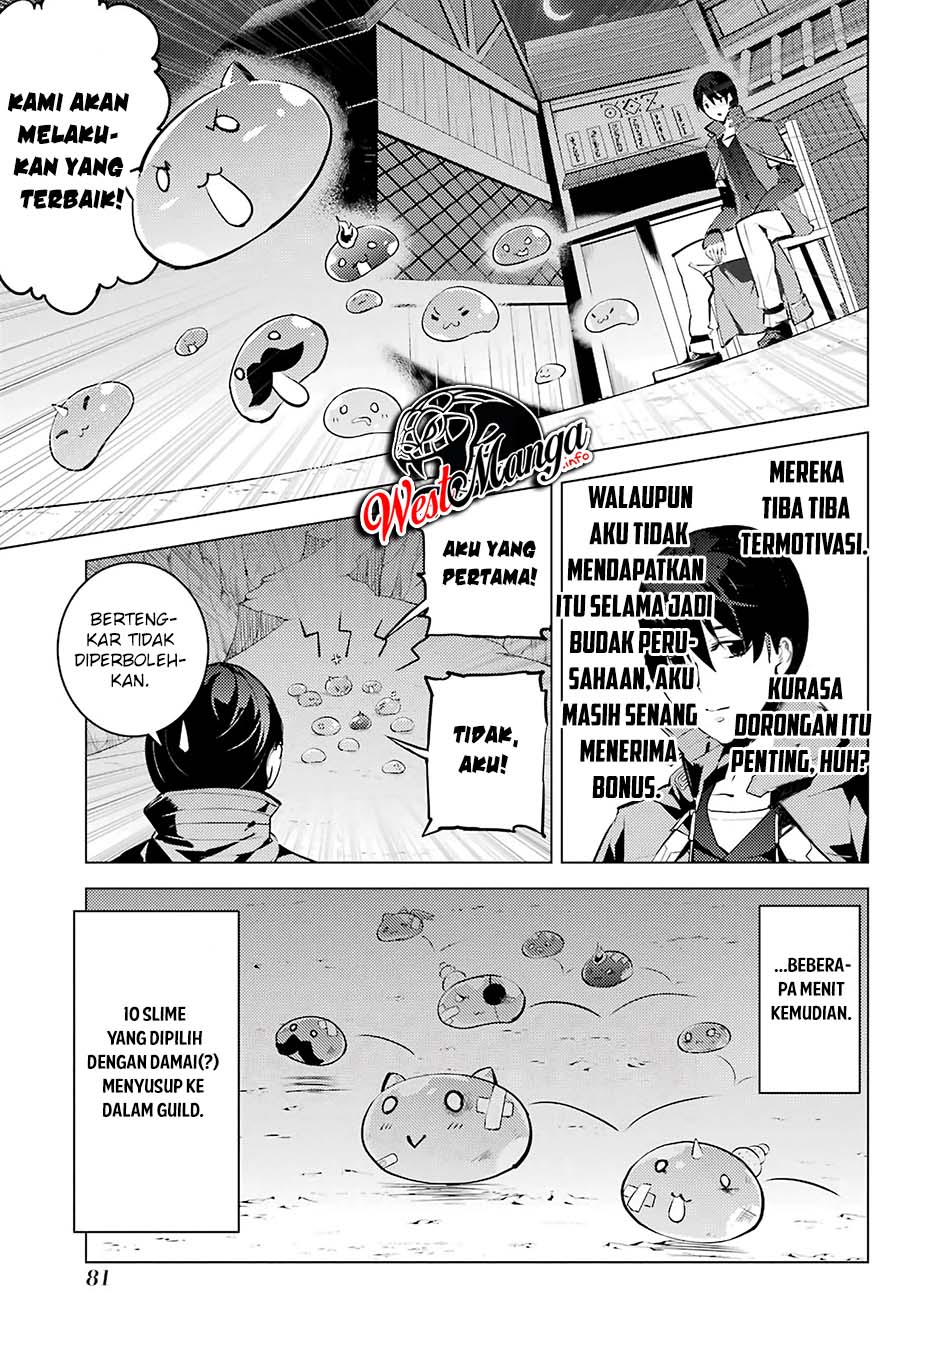 KAMI AKAN
MELAKU-
KAN YANG
TERBAIK!
MEREKA
TIBA TIBA
TERMOTIVASI.
KURASA
DORONGAN ITU
PENTING, HUH?
WALAUPUN
AKU TIDAK
MENDAPATKAN
ITU SELAMA JADI
BUDAK PERU-
SAHAAN, AKU
MASIH SENANG
MENERIMA
BONUS.
WestManga
.info
AKU YANG
PERTAMA!
TIDAK,
AKU!
BERTENG-
KAR TIDAK
DIPERBOLEH-
KAN.
...BEBERA-
PA MENIT
KEMUDIAN.
10 SLIME
YANG DIPILIH
DENGAN DAMAI(?)
MENYUSUP KE
DALAM GUILD.
81